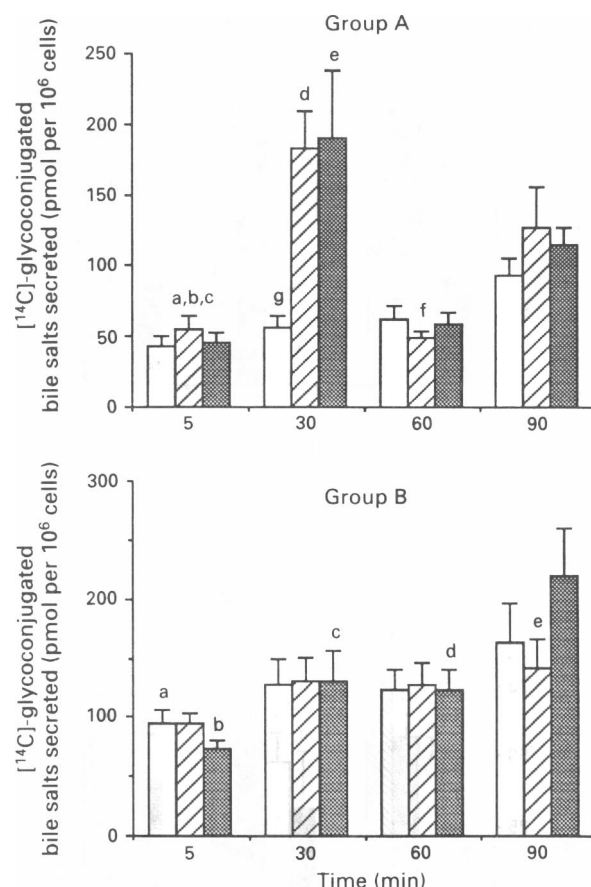 Group A
[¹⁴C]-glycoconjugated
bile salts secreted (pmol per 10⁶ cells)
250
200
150
100
50
0
a,b,c
g
d
e
f
5
30
60
90
Group B
[¹⁴C]-glycoconjugated
bile salts secreted (pmol per 10⁶ cells)
300
200
100
0
a
b
c
d
e
5
30
60
90
Time (min)